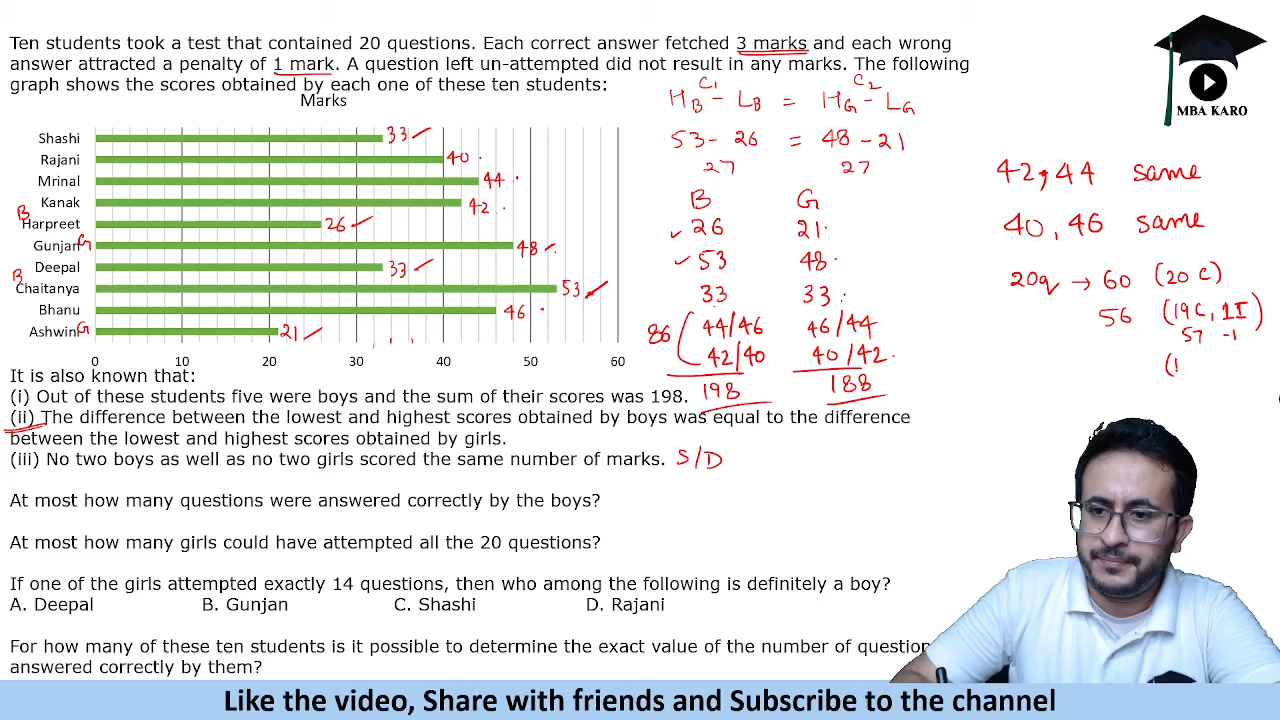 Ten students took a test that contained 20 questions. Each correct answer fetched 3 marks and each wrong
answer attracted a penalty of 1 mark. A question left un-attempted did not result in any marks. The following
graph shows the scores obtained by each one of these ten students:
Marks
Shashi 33
Rajani 40
Mrinal 44
Kanak 42
B Harpreet 26
Gunjan G 48
Deepal 33
B Chaitanya 53
Bhanu 46
Ashwini G 21
0 10 20 30 40 50 60
C1 C2
HB - LB = HG - LG
53 - 26 = 48 - 21
27 27
B G
26 21
53 48
33 33
44/46 46/44
86 ( 42/40 40/42
198 188
42, 44 same
40, 46 same
20q → 60 (20 C)
56 (19C, 1I)
57 -1
(1
MBA KARO
It is also known that:
(i) Out of these students five were boys and the sum of their scores was 198.
(ii) The difference between the lowest and highest scores obtained by boys was equal to the difference
between the lowest and highest scores obtained by girls.
(iii) No two boys as well as no two girls scored the same number of marks. S/D
At most how many questions were answered correctly by the boys?
At most how many girls could have attempted all the 20 questions?
If one of the girls attempted exactly 14 questions, then who among the following is definitely a boy?
A. Deepal B. Gunjan C. Shashi D. Rajani
For how many of these ten students is it possible to determine the exact value of the number of question
answered correctly by them?
Like the video, Share with friends and Subscribe to the channel